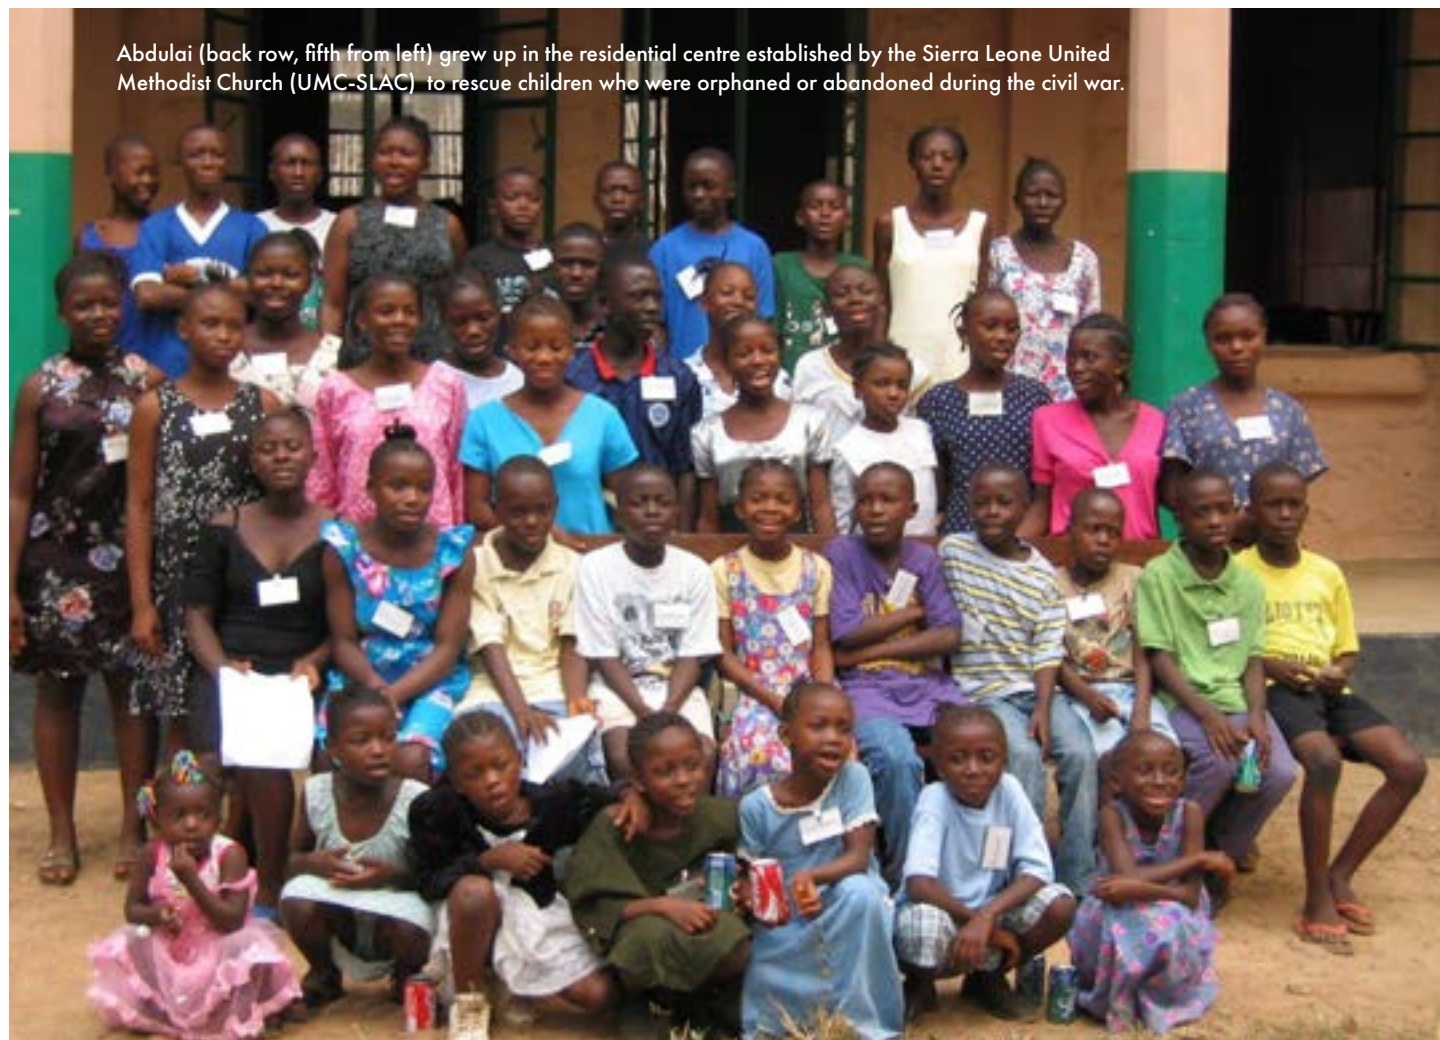 Abdulai (back row, fifth from left) grew up in the residential centre established by the Sierra Leone United
Methodist Church (UMC-SLAC) to rescue children who were orphaned or abandoned during the civil war.